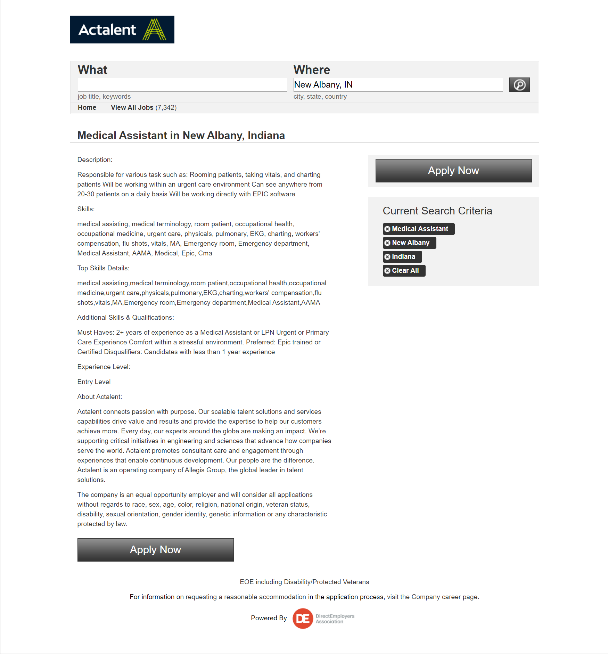 Actalent
What
Where
New Albany, IN
job title, keywords
city, state, country
Home View All Jobs (7,342)
Medical Assistant in New Albany, Indiana
Description:
Responsible for various task such as: Rooming patients, taking vitals, and charting
patients Will be working within an urgent care environment Can see anywhere from
20-30 patients on a daily basis Will be working directly with EPIC software
Skills:
medical assisting, medical terminology, room patient, occupational health,
occupational medicine, urgent care, physicals, pulmonary, EKG, charting, workers'
compensation, flu shots, vitals, MA, Emergency room, Emergency department,
Medical Assistant, AAMA, Medical, Epic, Cma
Top Skills Details:
medical assisting,medical terminology,room patient,occupational health,occupational
medicine,urgent care,physicals,pulmonary,EKG,charting,workers' compensation,flu
shots,vitals,MA,Emergency room,Emergency department,Medical Assistant,AAMA
Additional Skills & Qualifications:
Must Haves: 2+ years of experience as a Medical Assistant or LPN Urgent or Primary
Care Experience Comfort within a stressful environment. Preferred: Epic trained or
Certified Disqualifiers: Candidates with less than 1 year experience
Experience Level:
Entry Level
About Actalent:
Actalent connects passion with purpose. Our scalable talent solutions and services
capabilities drive value and results and provide the expertise to help our customers
achieve more. Every day, our experts around the globe are making an impact. We're
supporting critical initiatives in engineering and sciences that advance how companies
serve the world. Actalent promotes consultant care and engagement through
experiences that enable continuous development. Our people are the difference.
Actalent is an operating company of Allegis Group, the global leader in talent
solutions.
The company is an equal opportunity employer and will consider all applications
without regards to race, sex, age, color, religion, national origin, veteran status,
disability, sexual orientation, gender identity, genetic information or any characteristic
protected by law.
Apply Now
Apply Now
Current Search Criteria
Medical Assistant
New Albany
Indiana
Clear All
EOE including Disability/Protected Veterans
For information on requesting a reasonable accommodation in the application process, visit the Company career page.
Powered By DE DirectEmployers
Association